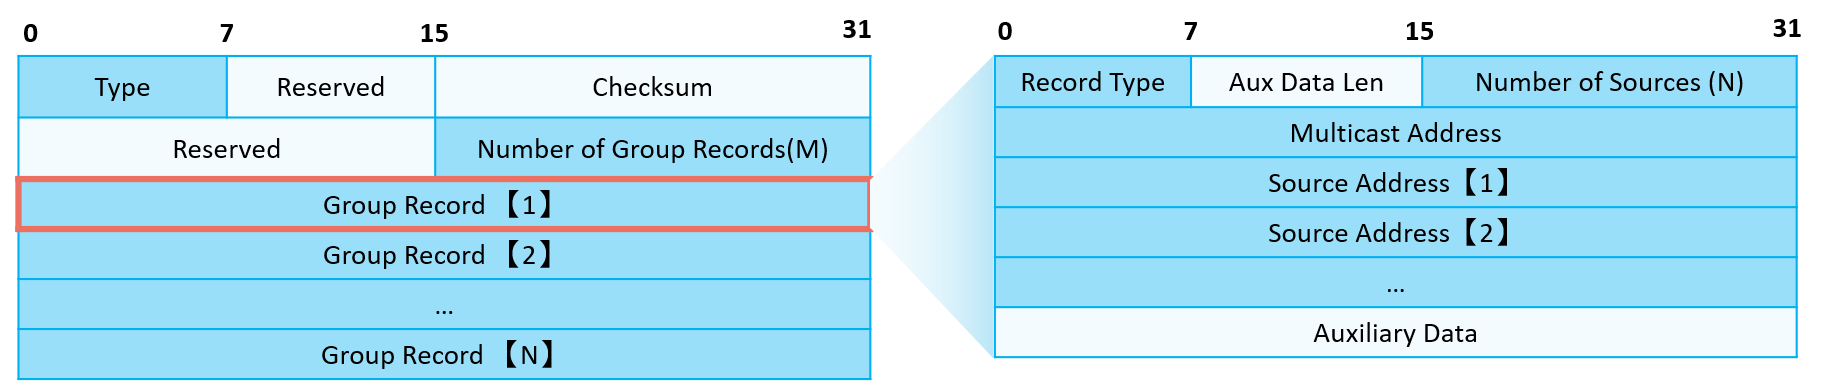 0 7 15 31
Type Reserved Checksum
Reserved Number of Group Records(M)
Group Record 【1】
Group Record 【2】
...
Group Record 【N】
0 7 15 31
Record Type Aux Data Len Number of Sources (N)
Multicast Address
Source Address【1】
Source Address【2】
...
Auxiliary Data